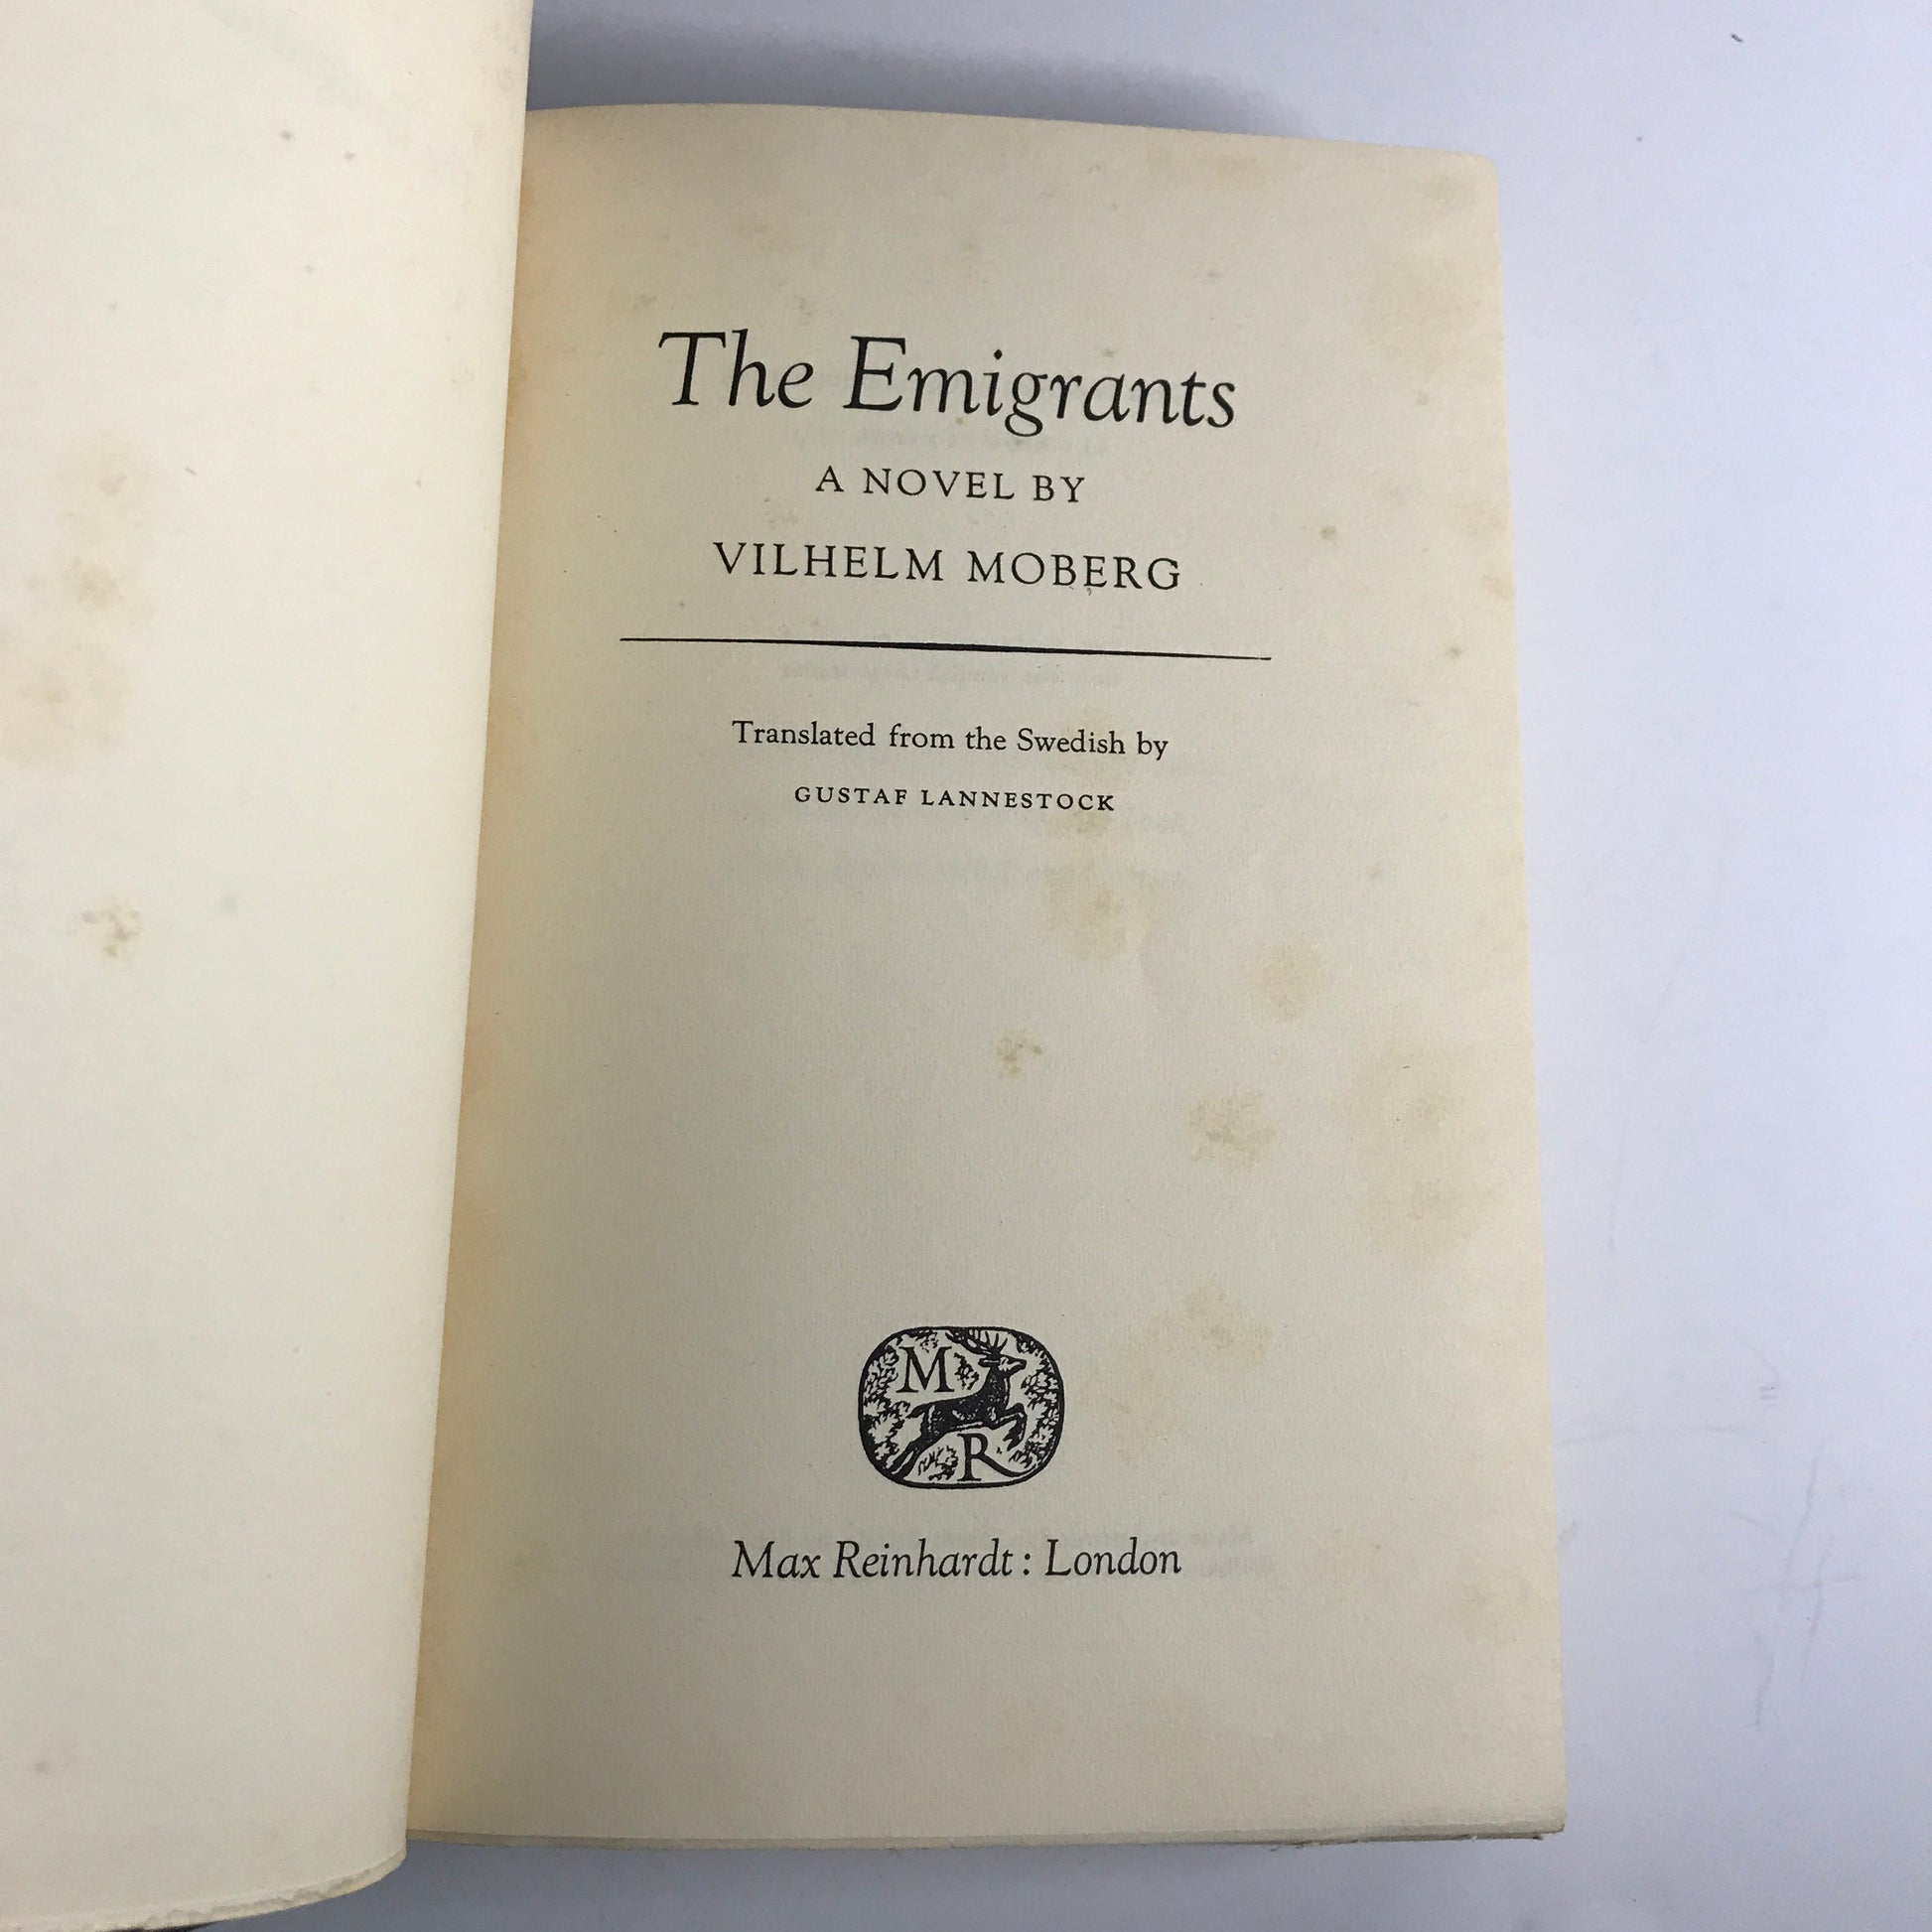 The Emigrants
A NOVEL BY
VILHELM MOBERG
Translated from the Swedish by
GUSTAF LANNESTOCK
M
R
Max Reinhardt : London